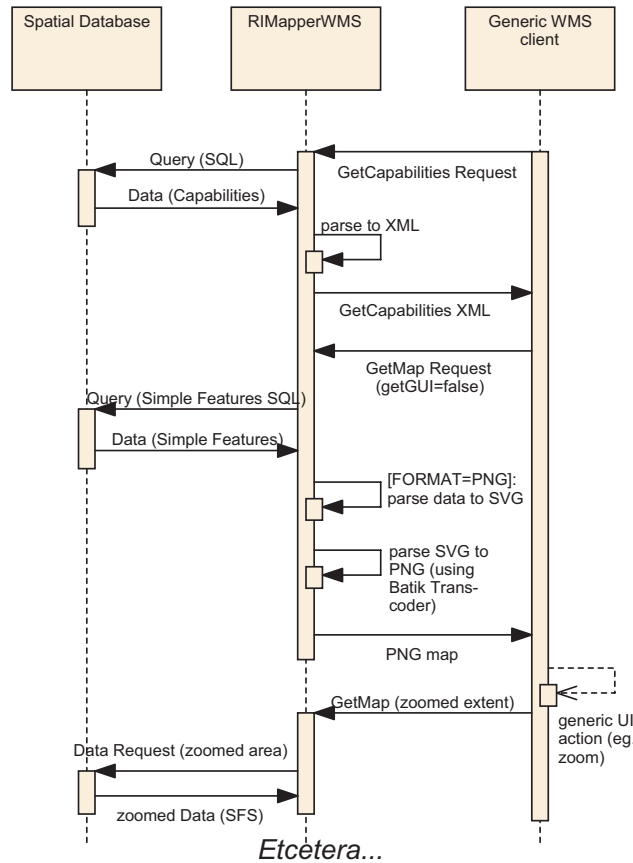 Spatial Database
RIMapperWMS
Generic WMS
client
Query (SQL)
GetCapabilities Request
Data (Capabilities)
parse to XML
GetCapabilities XML
GetMap Request
(getGUI=false)
Query (Simple Features SQL)
Data (Simple Features)
[FORMAT=PNG]:
parse data to SVG
parse SVG to
PNG (using
Batik Trans-
coder)
PNG map
GetMap (zoomed extent)
generic UI
action (eg.
zoom)
Data Request (zoomed area)
zoomed Data (SFS)
Etcetera...